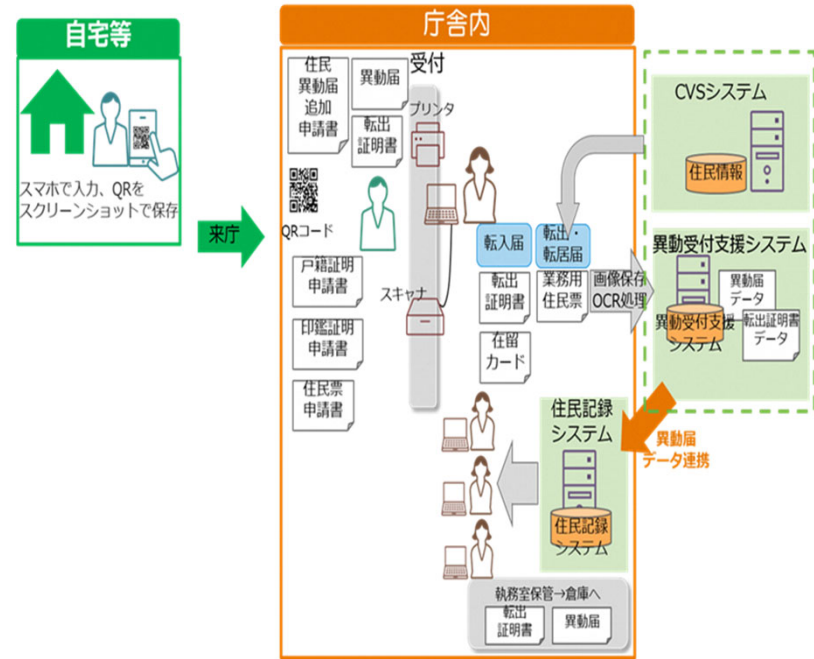 自宅等
スマホで入力、QRを
スクリーンショットで保存
来庁
庁舎内
住民
異動届
追加
申請書
異動届
転出
証明書
受付
プリンタ
QRコード
戸籍証明
申請書
印鑑証明
申請書
住民票
申請書
スキャナ
転入届
転出・
転居届
転出
証明書
業務用
住民票
在留
カード
画像保存
OCR処理
CVSシステム
住民情報
異動受付支援システム
異動届
データ
異動受付支援
システム
転出証明書
データ
異動届
データ連携
住民記録
システム
住民記録
システム
執務室保管→倉庫へ
転出
証明書
異動届